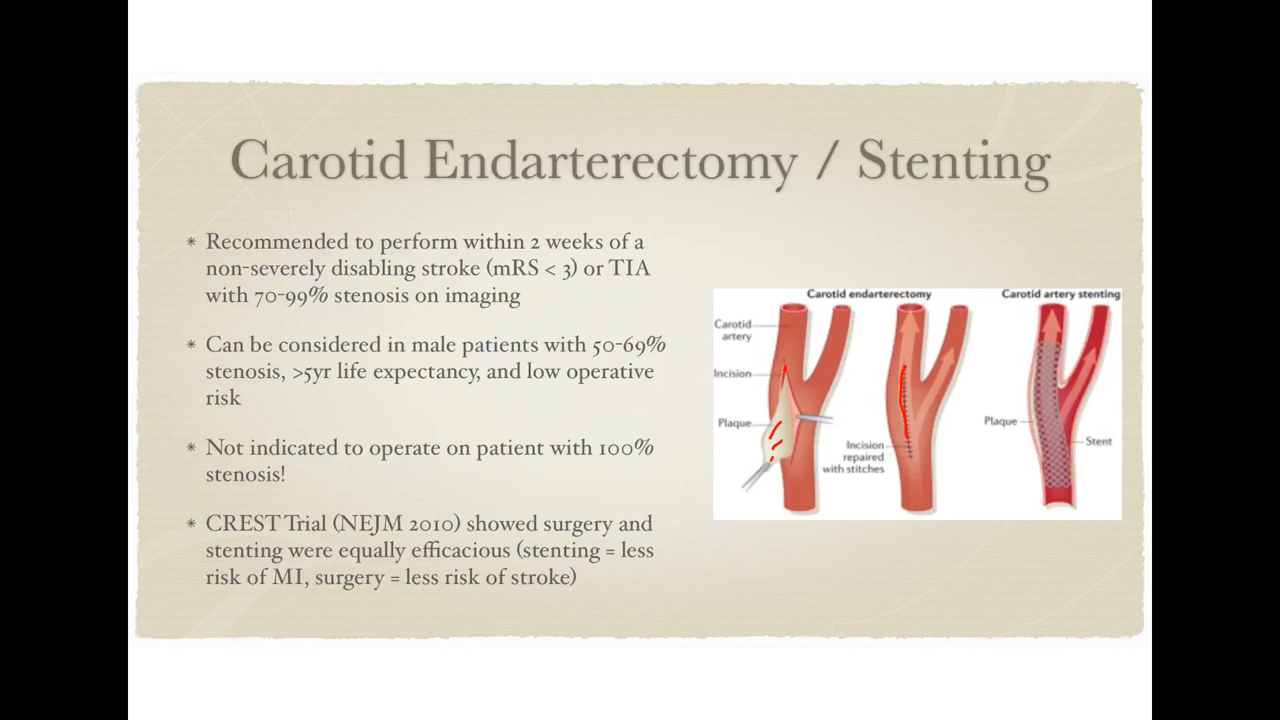 Carotid Endarterectomy / Stenting
* Recommended to perform within 2 weeks of a
non-severely disabling stroke (mRS < 3) or TIA
with 70-99% stenosis on imaging
* Can be considered in male patients with 50-69%
stenosis, >5yr life expectancy, and low operative
risk
* Not indicated to operate on patient with 100%
stenosis!
* CREST Trial (NEJM 2010) showed surgery and
stenting were equally efficacious (stenting = less
risk of MI, surgery = less risk of stroke)
Carotid endarterectomy
Carotid
artery
Incision
Plaque
Incision
repaired
with stitches
Carotid artery stenting
Plaque
Stent